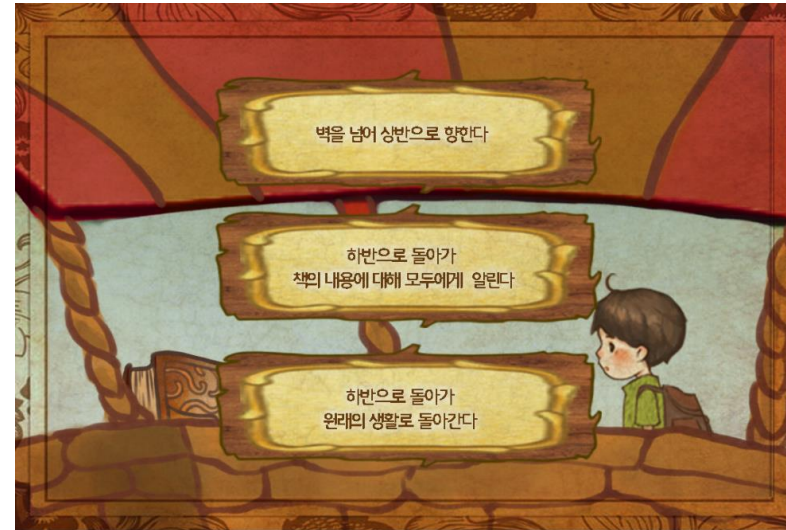 벽을 넘어 상반으로 향한다
하반으로 돌아가
책의 내용에 대해 모두에게 알린다
하반으로 돌아가
원래의 생활로 돌아간다